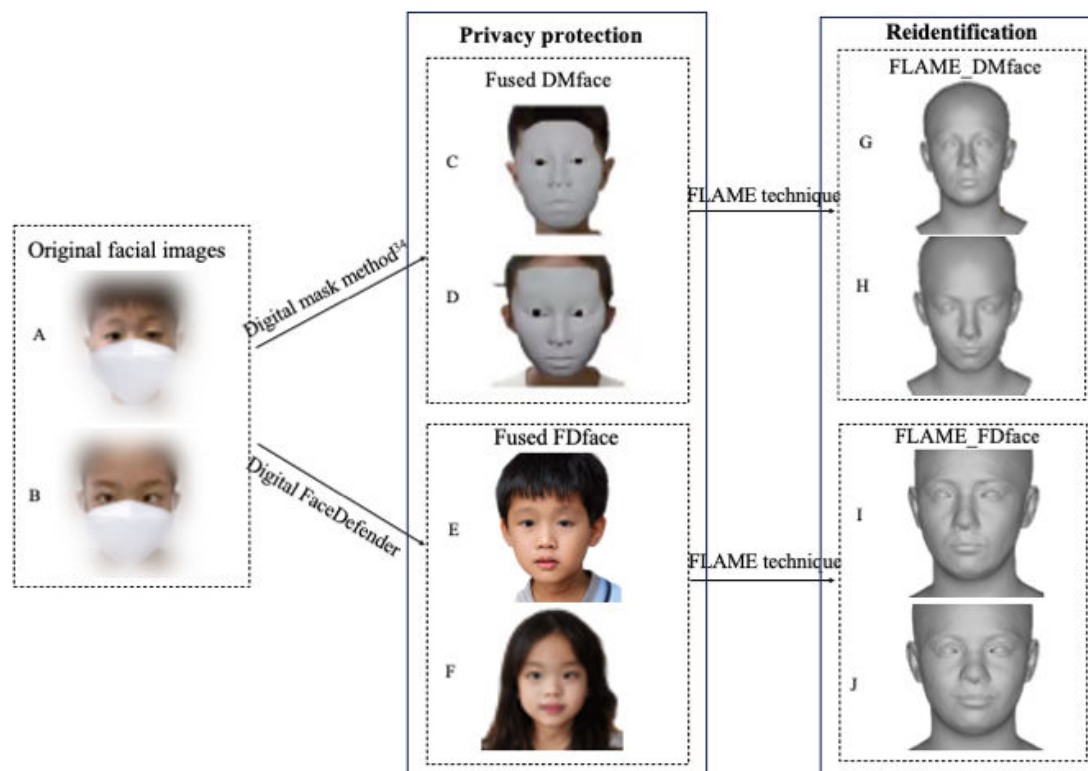 Privacy protection
Reidentification
Fused DMface
FLAME_DMface
C
G
FLAME technique
Original facial images
Digital mask method34
D
H
A
Fused FDface
FLAME_FDface
B
Digital FaceDefender
E
I
FLAME technique
F
J